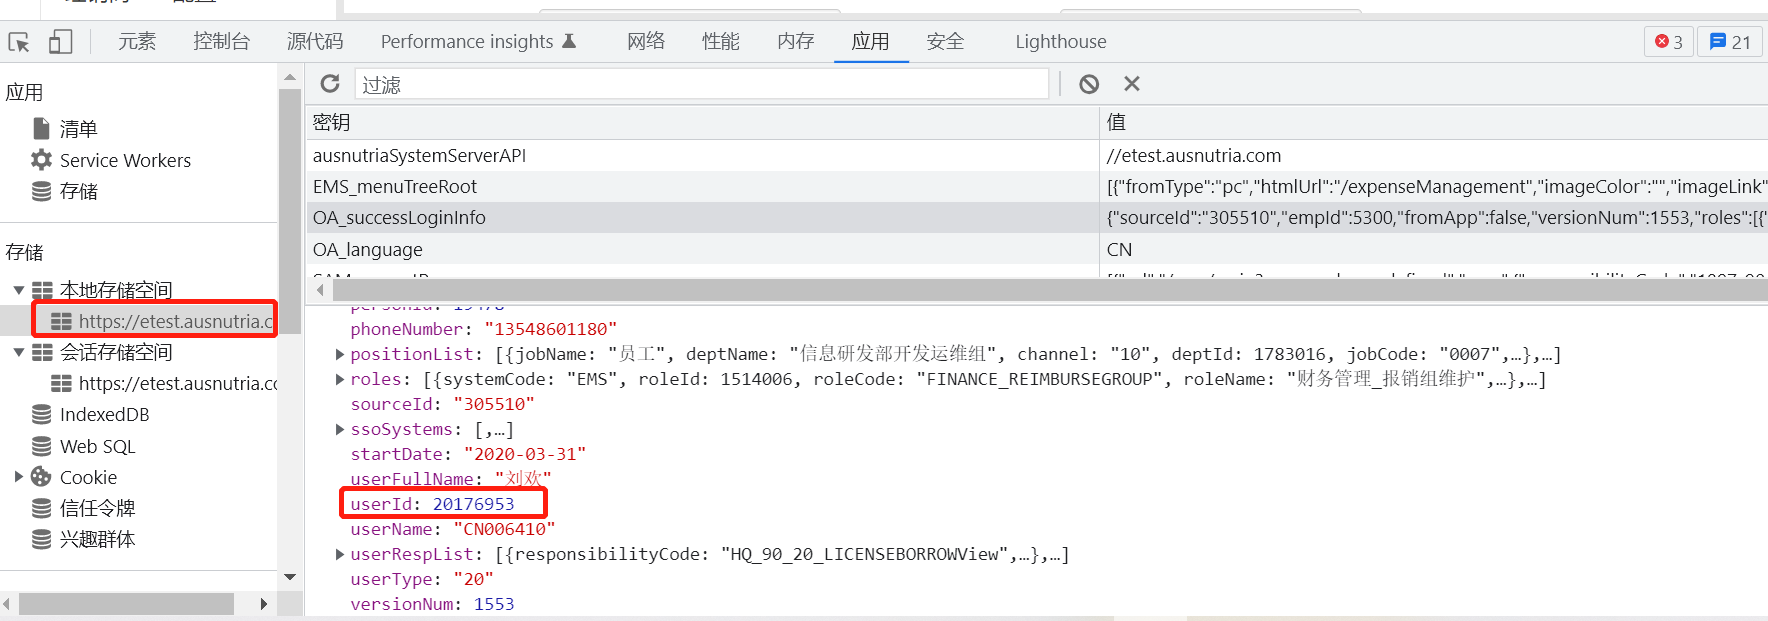 元素 控制台 源代码 Performance insights 网络 性能 内存 应用 安全 Lighthouse 3 21
应用
清单
Service Workers
存储
存储
本地存储空间
https://etest.ausnutria.c
会话存储空间
https://etest.ausnutria.co
IndexedDB
Web SQL
Cookie
信任令牌
兴趣群体
过滤
密钥 值
ausnutriaSystemServerAPI //etest.ausnutria.com
EMS_menuTreeRoot [{"fromType":"pc","htmlUrl":"/expenseManagement","imageColor":"","imageLink"
OA_successLoginInfo {"sourceId":"305510","empId":5300,"fromApp":false,"versionNum":1553,"roles":[{"
OA_language CN
personId: 19478
phoneNumber: "13548601180"
positionList: [{jobName: "员工", deptName: "信息研发部开发运维组", channel: "10", deptId: 1783016, jobCode: "0007",…},…]
roles: [{systemCode: "EMS", roleId: 1514006, roleCode: "FINANCE_REIMBURSEGROUP", roleName: "财务管理_报销组维护",…},…]
sourceId: "305510"
ssoSystems: [,…]
startDate: "2020-03-31"
userFullName: "刘欢"
userId: 20176953
userName: "CN006410"
userRespList: [{responsibilityCode: "HQ_90_20_LICENSEBORROWView",…},…]
userType: "20"
versionNum: 1553